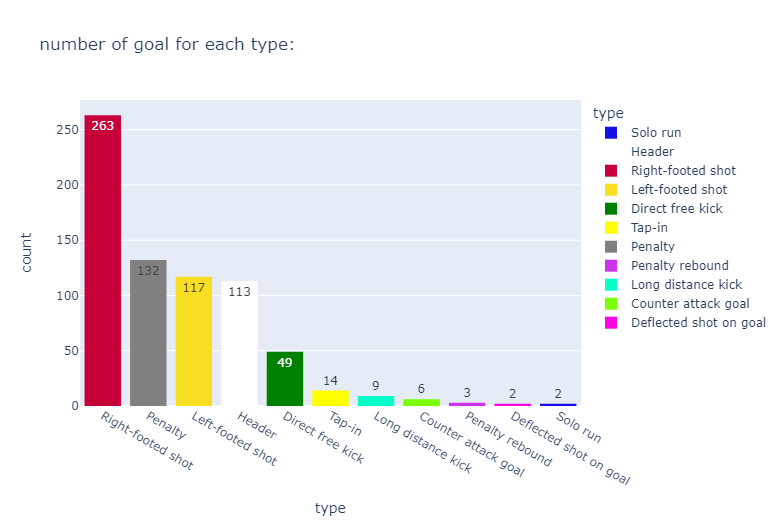 number of goal for each type:
type
Solo run
Header
Right-footed shot
Left-footed shot
Direct free kick
Tap-in
Penalty
Penalty rebound
Long distance kick
Counter attack goal
Deflected shot on goal
count
250
200
150
100
50
0
263
132
117
113
49
14
9
6
3
2
2
Right-footed shot
Penalty
Left-footed shot
Header
Direct free kick
Tap-in
Long distance kick
Counter attack goal
Penalty rebound
Deflected shot on goal
Solo run
type